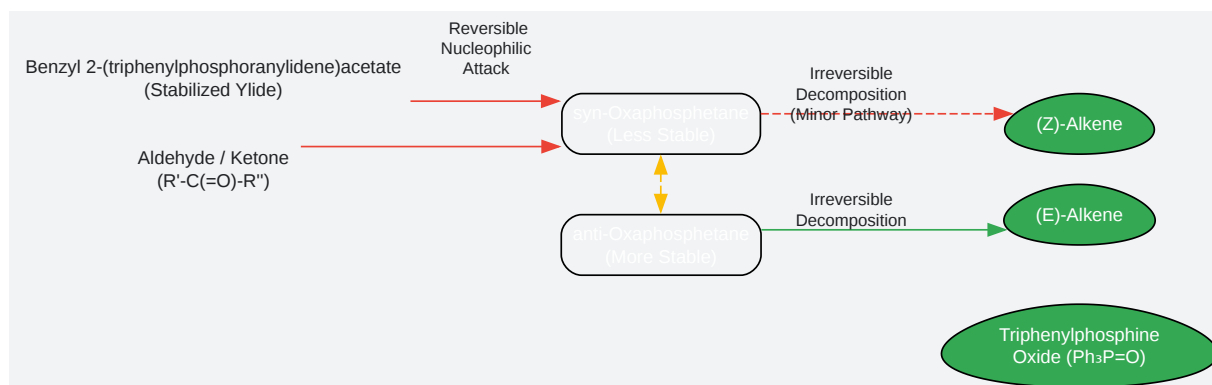 Reversible
Nucleophilic
Attack
Benzyl 2-(triphenylphosphoranylidene)acetate
(Stabilized Ylide)
Irreversible
Decomposition
(Minor Pathway)
syn-Oxaphosphetane
(Less Stable)
(Z)-Alkene
Aldehyde / Ketone
(R'-C(=O)-R'')
Irreversible
Decomposition
(E)-Alkene
anti-Oxaphosphetane
(More Stable)
Triphenylphosphine
Oxide (Ph₃P=O)